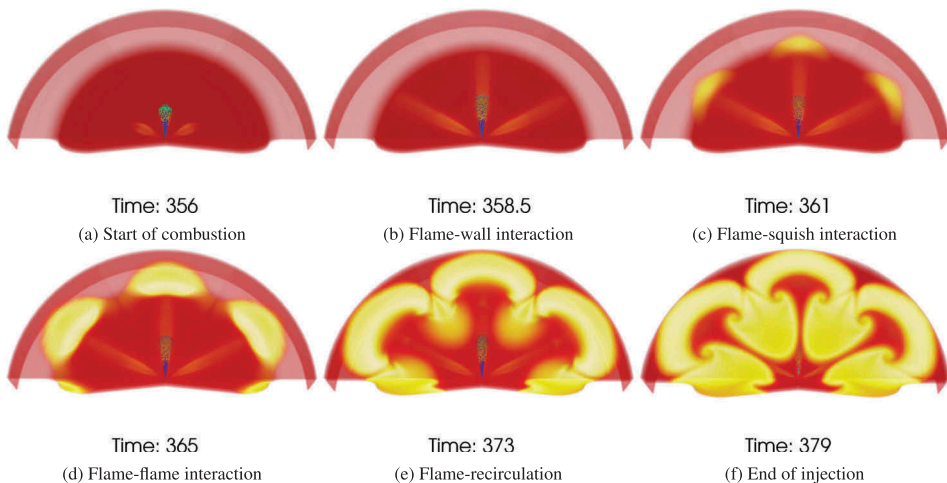 Time: 356
Time: 358.5
Time: 361
(a) Start of combustion
(b) Flame-wall interaction
(c) Flame-squish interaction
Time: 365
Time: 373
Time: 379
(d) Flame-flame interaction
(e) Flame-recirculation
(f) End of injection